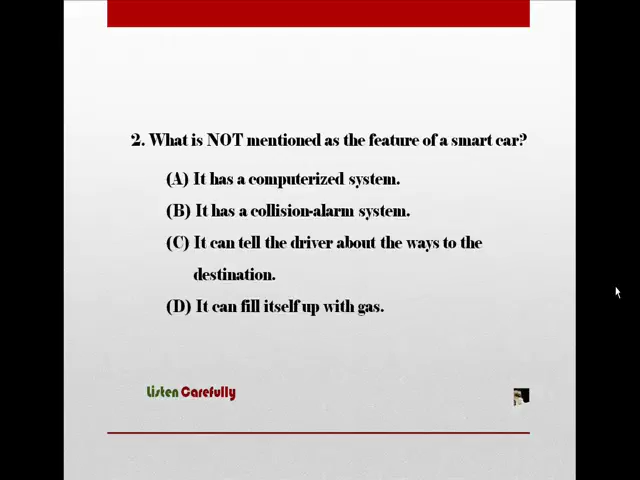 2. What is NOT mentioned as the feature of a smart car?
(A) It has a computerized system.
(B) It has a collision-alarm system.
(C) It can tell the driver about the ways to the
destination.
(D) It can fill itself up with gas.
Listen Carefully